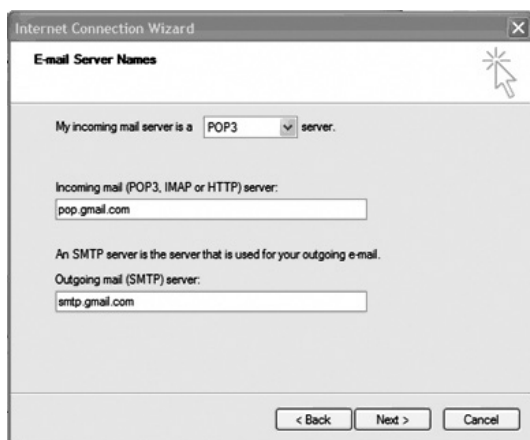 Internet Connection Wizard
E-mail Server Names
My incoming mail server is a POP3 server.
Incoming mail (POP3, IMAP or HTTP) server:
pop.gmail.com
An SMTP server is the server that is used for your outgoing e-mail.
Outgoing mail (SMTP) server:
smtp.gmail.com
< Back Next > Cancel